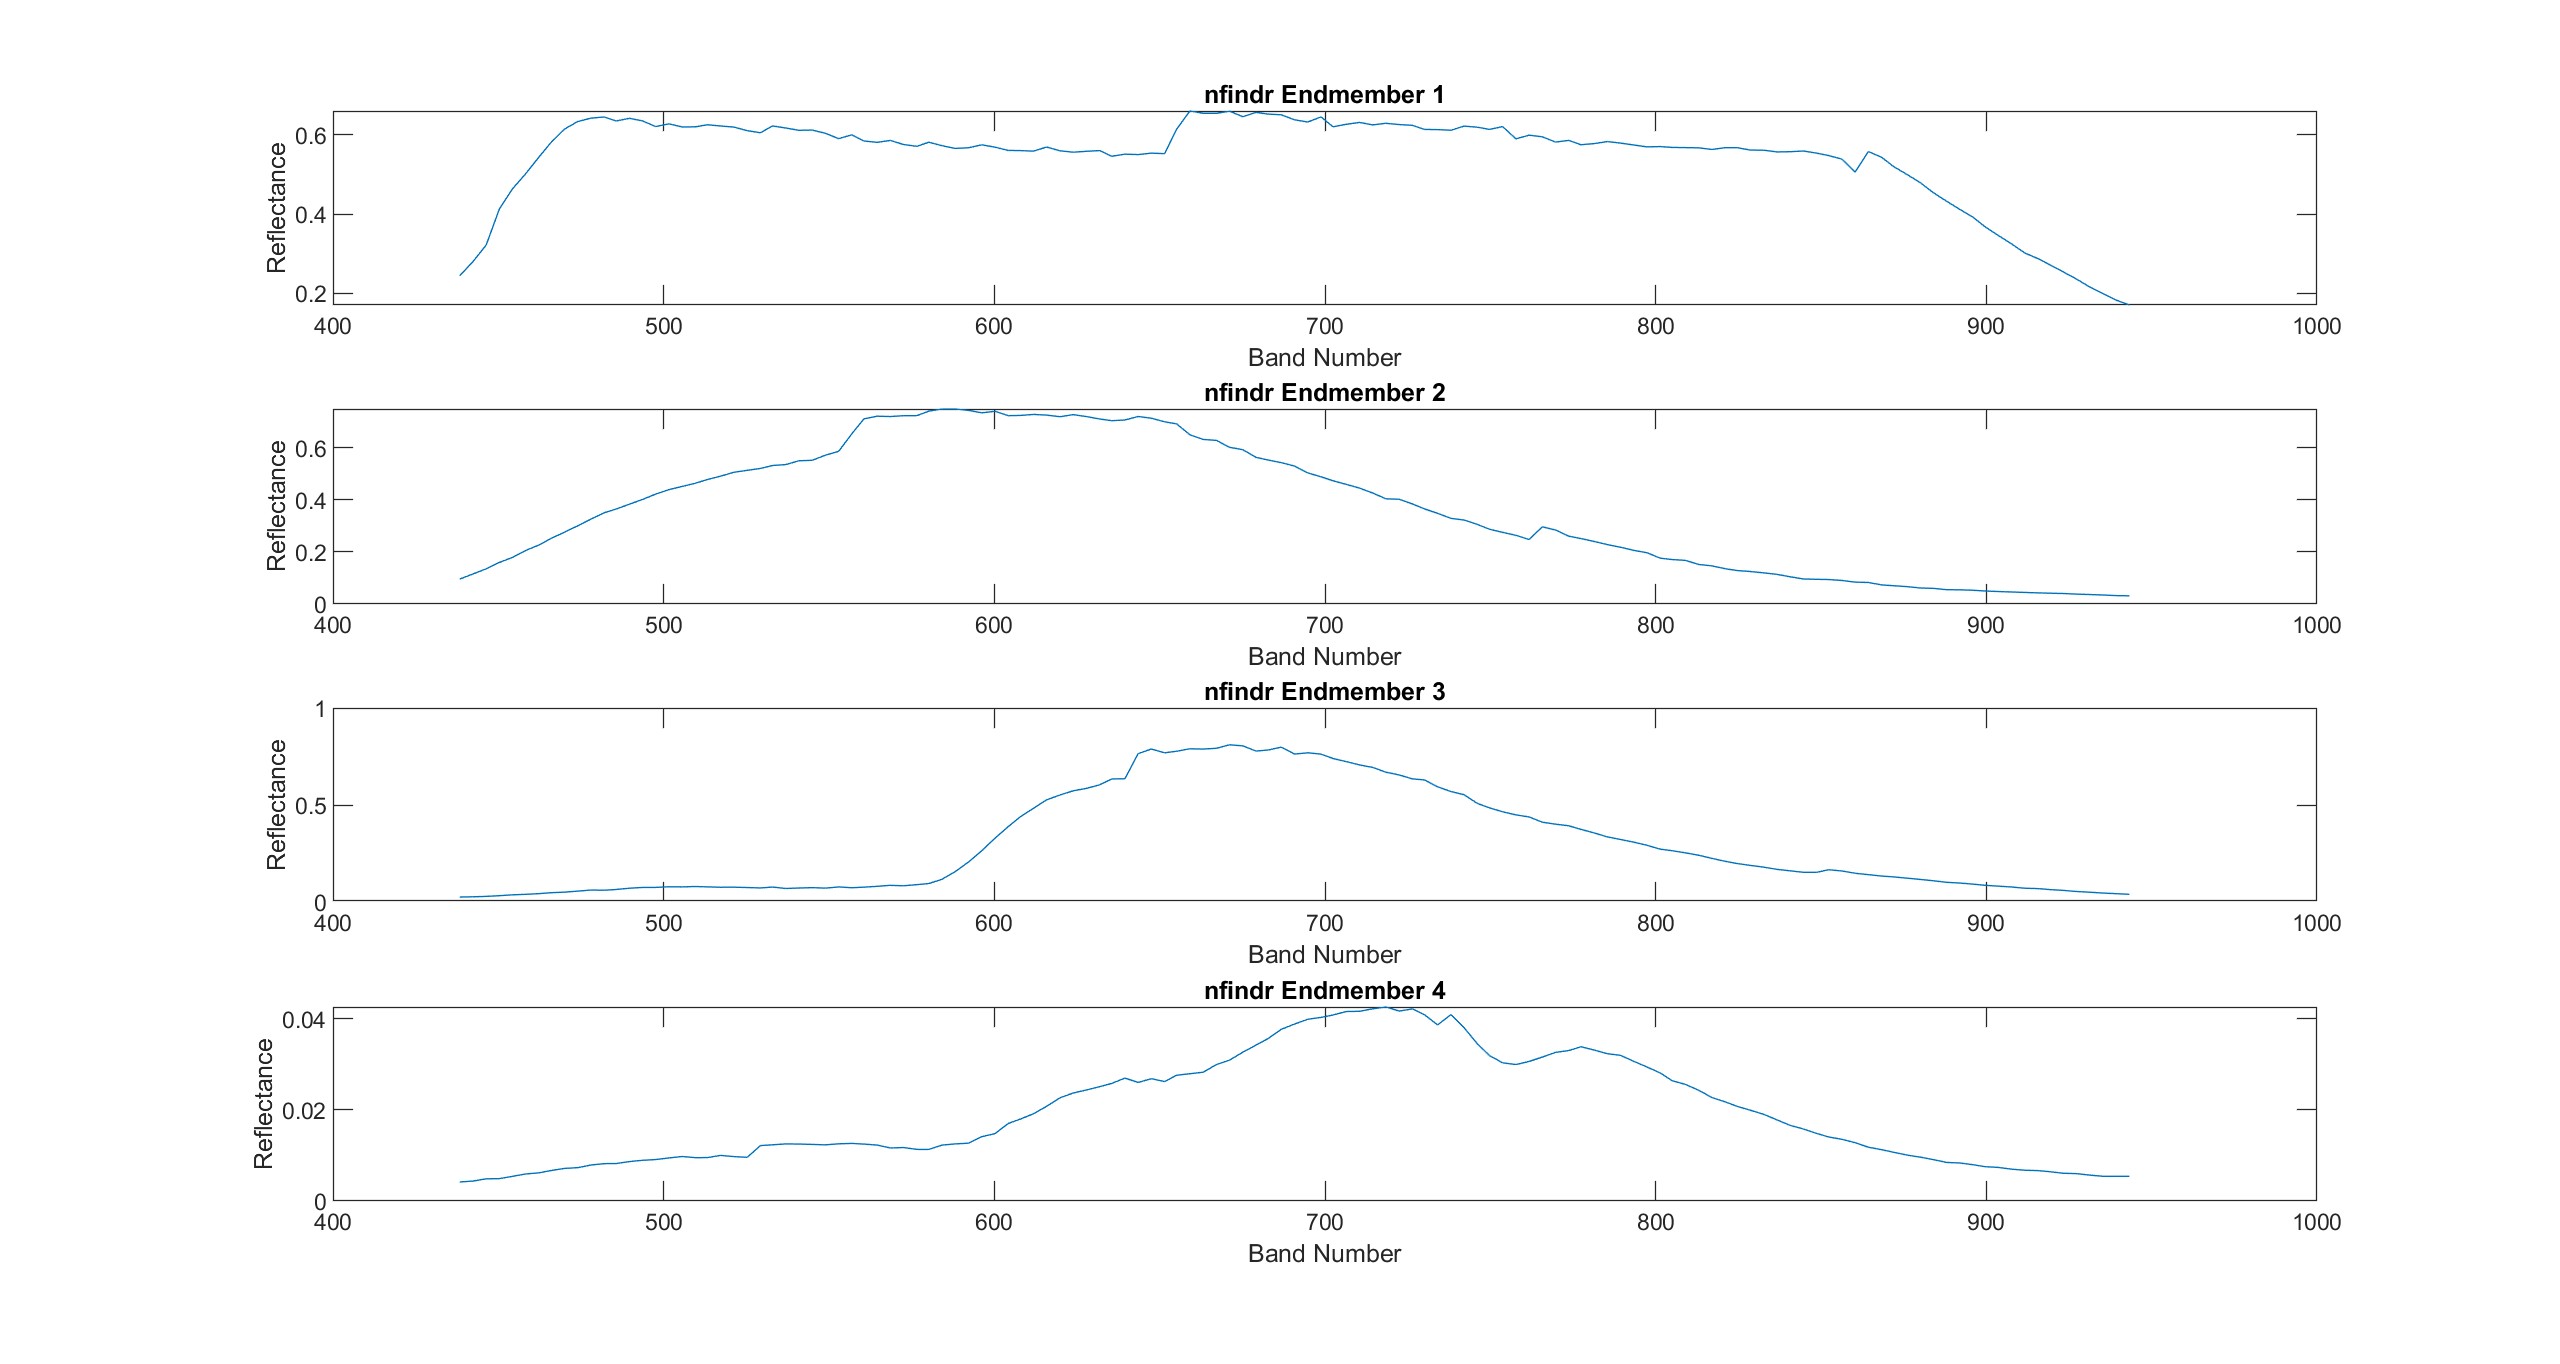 nfindr Endmember 1
Reflectance
0.6
0.4
0.2
400 500 600 700 800 900 1000
Band Number
nfindr Endmember 2
Reflectance
0.6
0.4
0.2
0
400 500 600 700 800 900 1000
Band Number
nfindr Endmember 3
Reflectance
1
0.5
0
400 500 600 700 800 900 1000
Band Number
nfindr Endmember 4
Reflectance
0.04
0.02
0
400 500 600 700 800 900 1000
Band Number